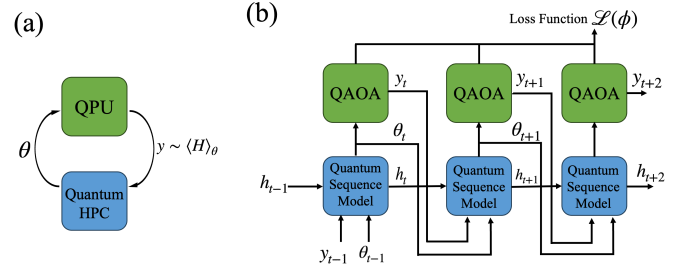 (a)
QPU
θ
y ~ ⟨H⟩θ
Quantum
HPC
(b)
Loss Function ℒ(ϕ)
QAOA
yt
QAOA
yt+1
QAOA
yt+2
θt
θt+1
ht−1
Quantum
Sequence
Model
ht
Quantum
Sequence
Model
ht+1
Quantum
Sequence
Model
ht+2
yt−1
θt−1